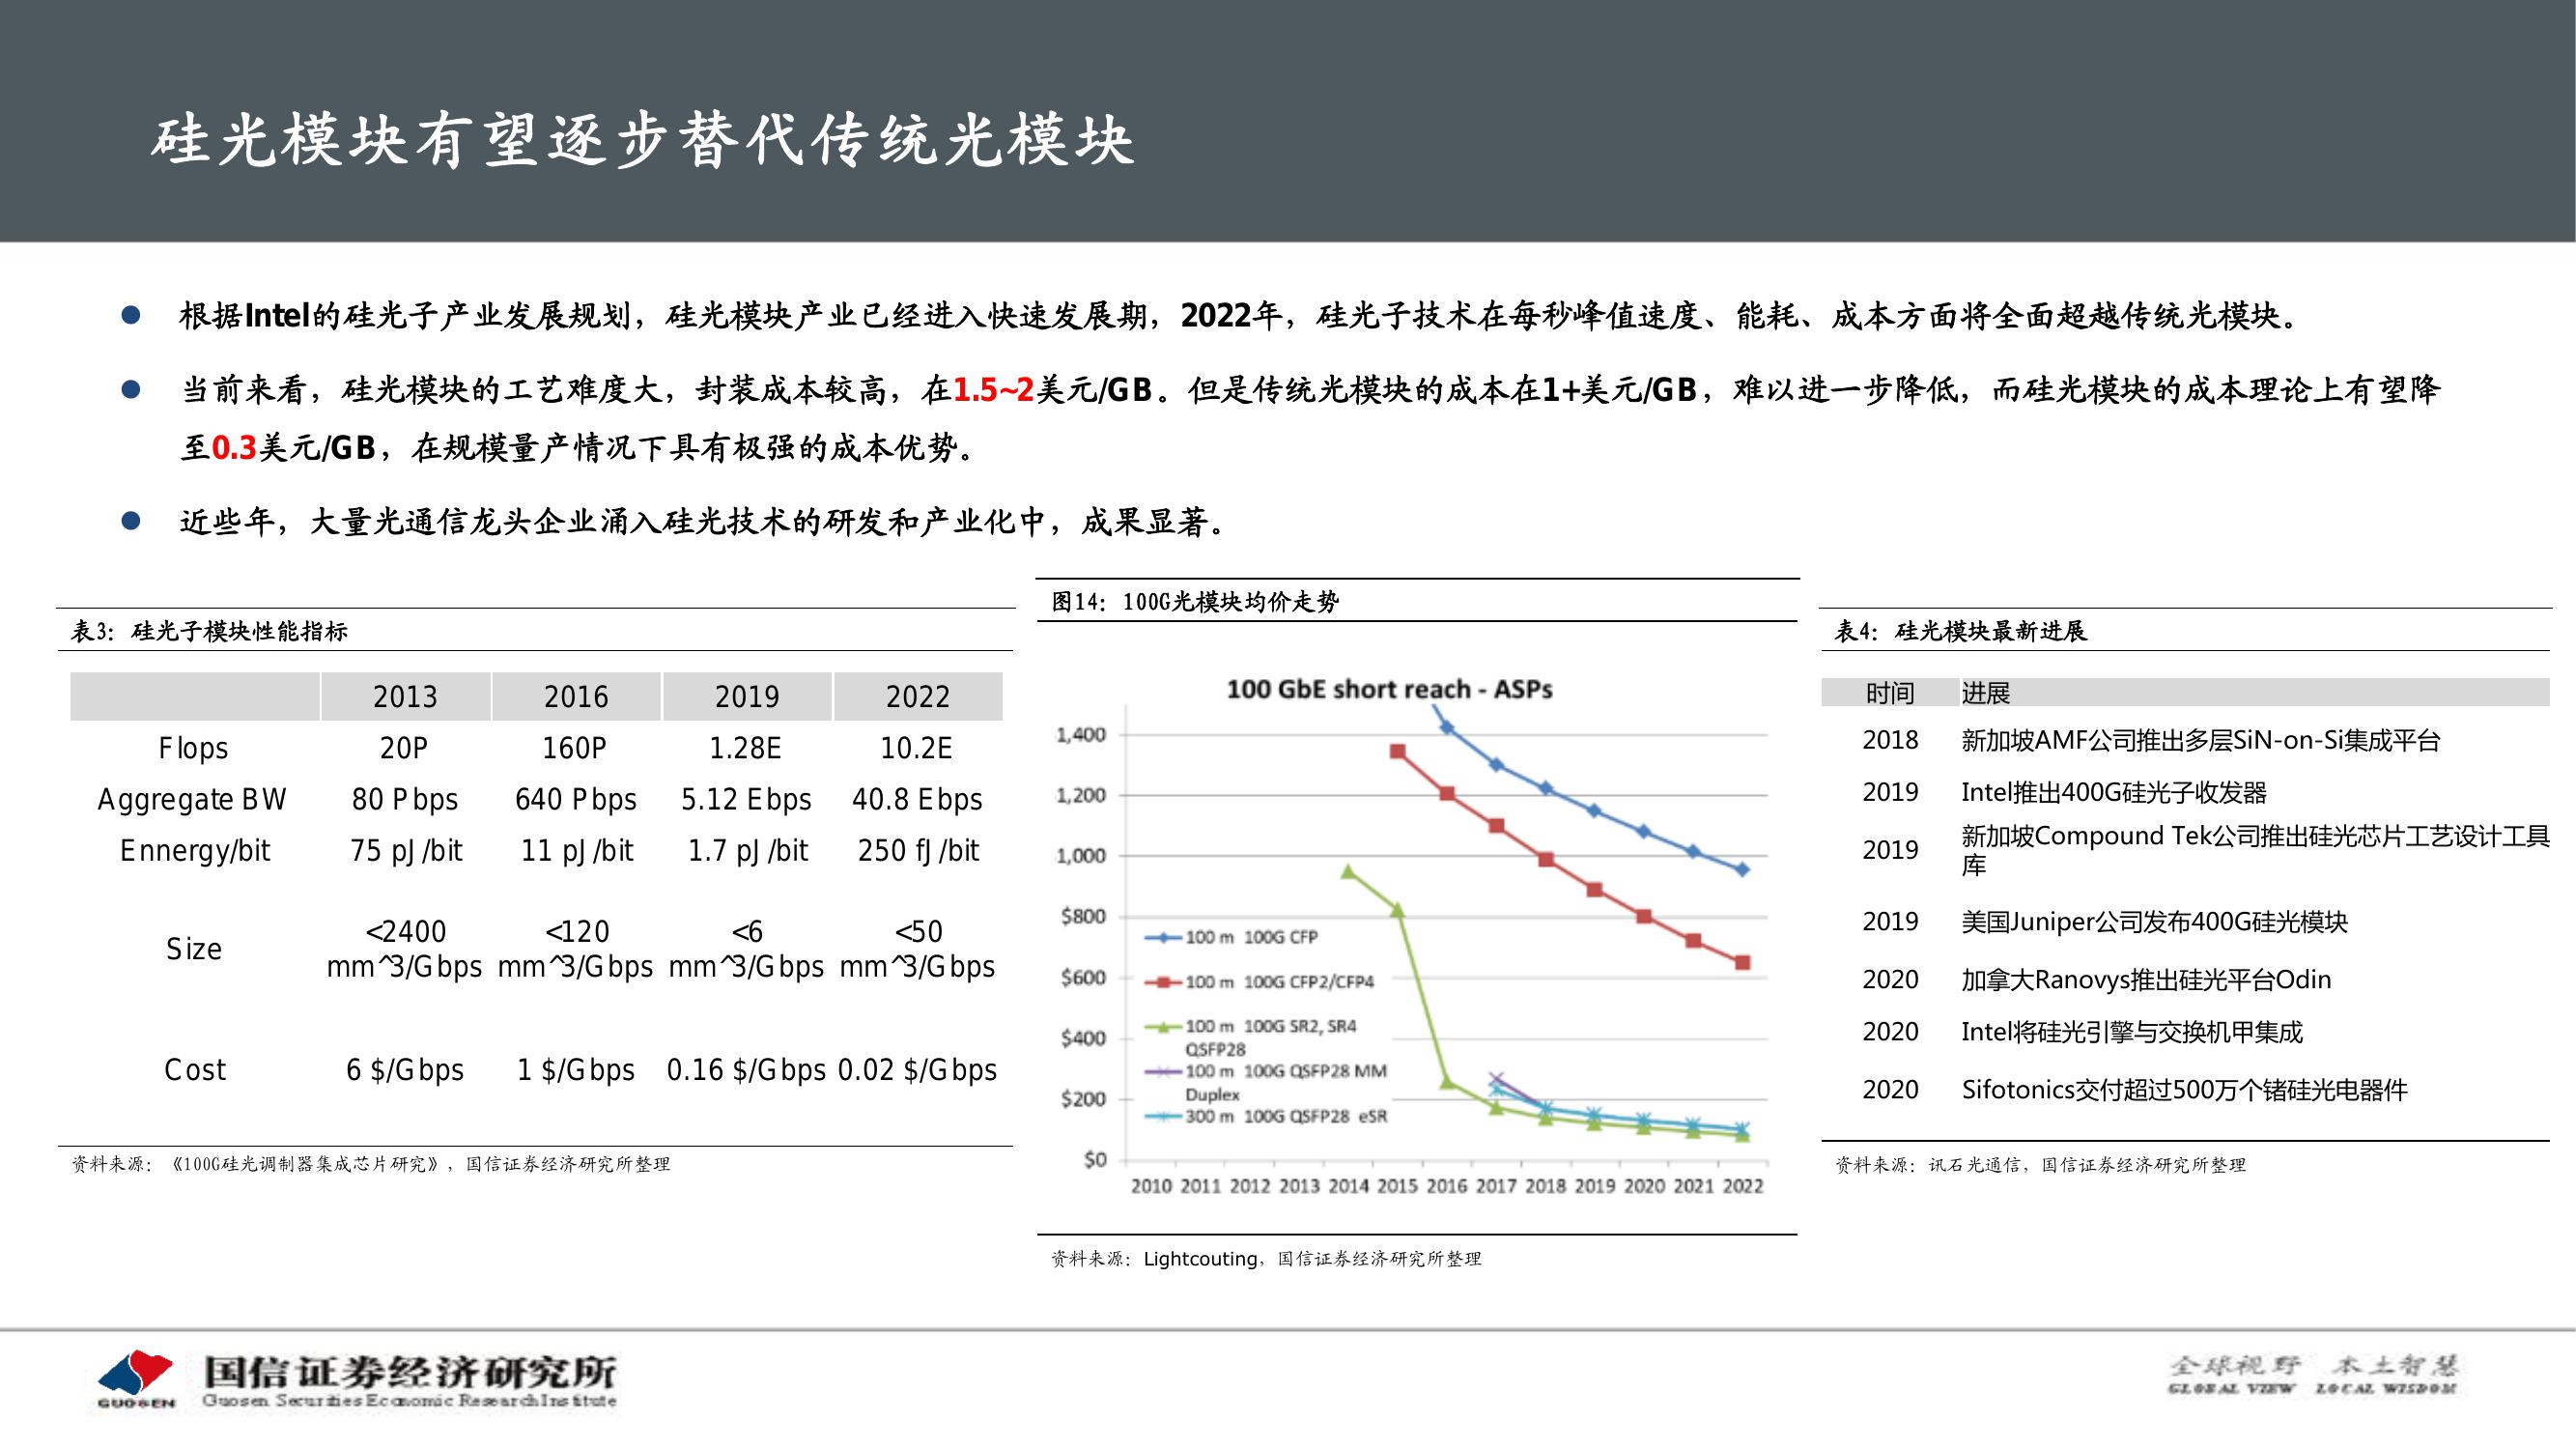 硅光模块有望逐步替代传统光模块
根据Intel的硅光子产业发展规划，硅光模块产业已经进入快速发展期，2022年，硅光子技术在每秒峰值速度、能耗、成本方面将全面超越传统光模块。
当前来看，硅光模块的工艺难度大，封装成本较高，在1.5~2美元/GB。但是传统光模块的成本在1+美元/GB，难以进一步降低，而硅光模块的成本理论上有望降
至0.3美元/GB，在规模量产情况下具有极强的成本优势。
近些年，大量光通信龙头企业涌入硅光技术的研发和产业化中，成果显著。
表3：硅光子模块性能指标
2013 2016 2019 2022
Flops 20P 160P 1.28E 10.2E
Aggregate BW 80 Pbps 640 Pbps 5.12 Ebps 40.8 Ebps
Ennergy/bit 75 pJ/bit 11 pJ/bit 1.7 pJ/bit 250 fJ/bit
<2400 <120 <6 <50
Size
mm^3/Gbps mm^3/Gbps mm^3/Gbps mm^3/Gbps
Cost 6 $/Gbps 1 $/Gbps 0.16 $/Gbps 0.02 $/Gbps
资料来源：《100G硅光调制器集成芯片研究》，国信证券经济研究所整理
图14：100G光模块均价走势
100 GbE short reach - ASPs
1,400
1,200
1,000
$800
$600
$400
$200
$0
100 m 100G CFP
100 m 100G CFP2/CFP4
100 m 100G SR2, SR4
QSFP28
100 m 100G QSFP28 MM
Duplex
300 m 100G QSFP28 eSR
2010 2011 2012 2013 2014 2015 2016 2017 2018 2019 2020 2021 2022
资料来源：Lightcouting，国信证券经济研究所整理
表4：硅光模块最新进展
时间 进展
2018 新加坡AMF公司推出多层SiN-on-Si集成平台
2019 Intel推出400G硅光子收发器
2019 新加坡Compound Tek公司推出硅光芯片工艺设计工具
库
2019 美国Juniper公司发布400G硅光模块
2020 加拿大Ranovys推出硅光平台Odin
2020 Intel将硅光引擎与交换机甲集成
2020 Sifotonics交付超过500万个锗硅光电器件
资料来源：讯石光通信，国信证券经济研究所整理
GUOSEN
国信证券经济研究所
Guosen Securities Economic Research Institute
全球视野 本土智慧
GLOBAL VIEW LOCAL WISDOM